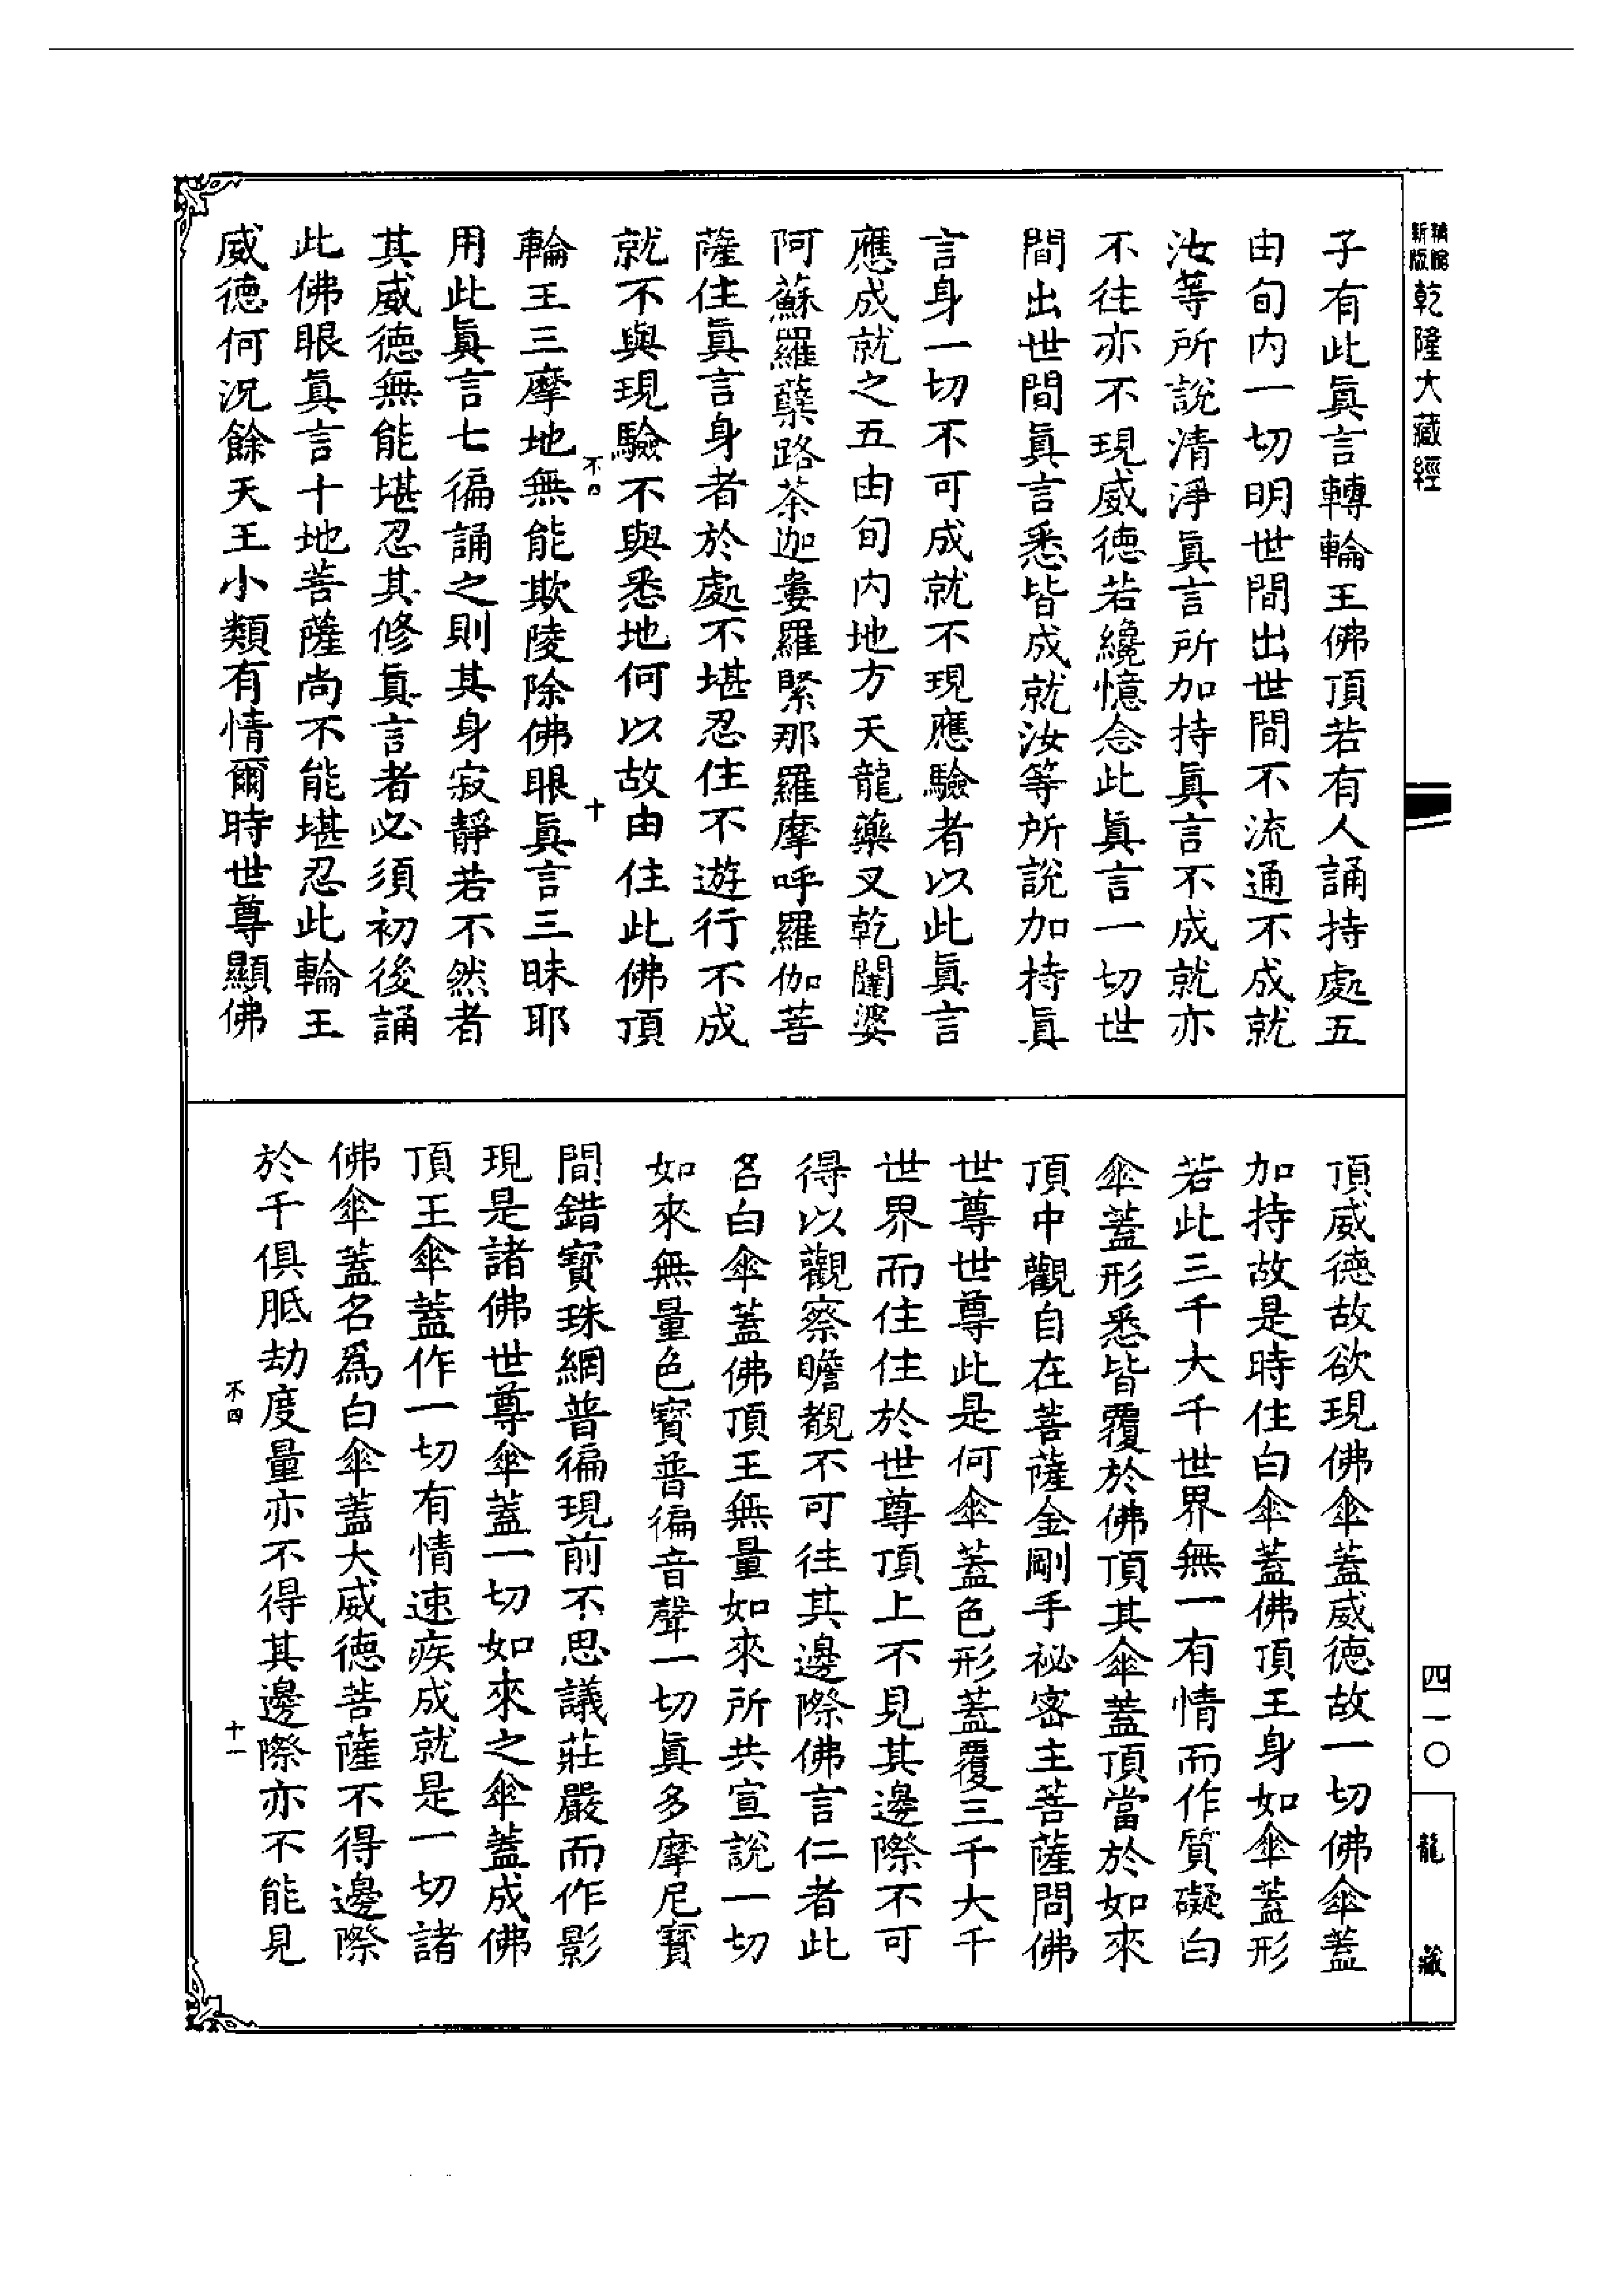 新版
乾隆大藏經
子有此眞言轉輪王佛頂若有人誦持處五
由旬內一切明世間出世間不流通不成就
汝等所說清淨眞言所加持眞言不成就亦
不往亦不現威德若纔憶念此眞言一切世
間出世間眞言悉皆成就汝等所說加持眞
言身一切不可成就不現應驗者以此眞言
應成就之五由旬內地方天龍藥叉乾闥婆
阿蘇羅蘖路茶迦婁羅緊那羅摩呼羅伽菩
薩住眞言身者於處不堪忍住不遊行不成
就不與現驗不與悉地何以故由住此佛頂
不四
十
輪王三摩地無能欺陵除佛眼眞言三昧耶
用此眞言七徧誦之則其身寂靜若不然者
其威德無能堪忍其修眞言者必須初後誦
此佛眼眞言十地菩薩尚不能堪忍此輪王
威德何況餘天王小類有情爾時世尊顯佛
頂威德故欲現佛傘蓋威德故一切佛傘蓋
加持故是時住白傘蓋佛頂王身如傘蓋形
若此三千大千世界無一有情而作質礙白
傘蓋形悉皆覆於佛頂其傘蓋頂當於如來
頂中觀自在菩薩金剛手祕密主菩薩問佛
世尊世尊此是何傘蓋色形蓋覆三千大千
世界而住住於世尊頂上不見其邊際不可
得以觀察瞻覩不可往其邊際佛言仁者此
名白傘蓋佛頂王無量如來所共宣說一切
如來無量色寶普徧音聲一切眞多摩尼寶
間錯寶珠網普徧現前不思議莊嚴而作影
現是諸佛世尊傘蓋一切如來之傘蓋成佛
頂王傘蓋作一切有情速疾成就是一切諸
佛傘蓋名爲白傘蓋大威德菩薩不得邊際
於千俱胝劫度量亦不得其邊際亦不能見
不四
十一
四一〇
龍藏